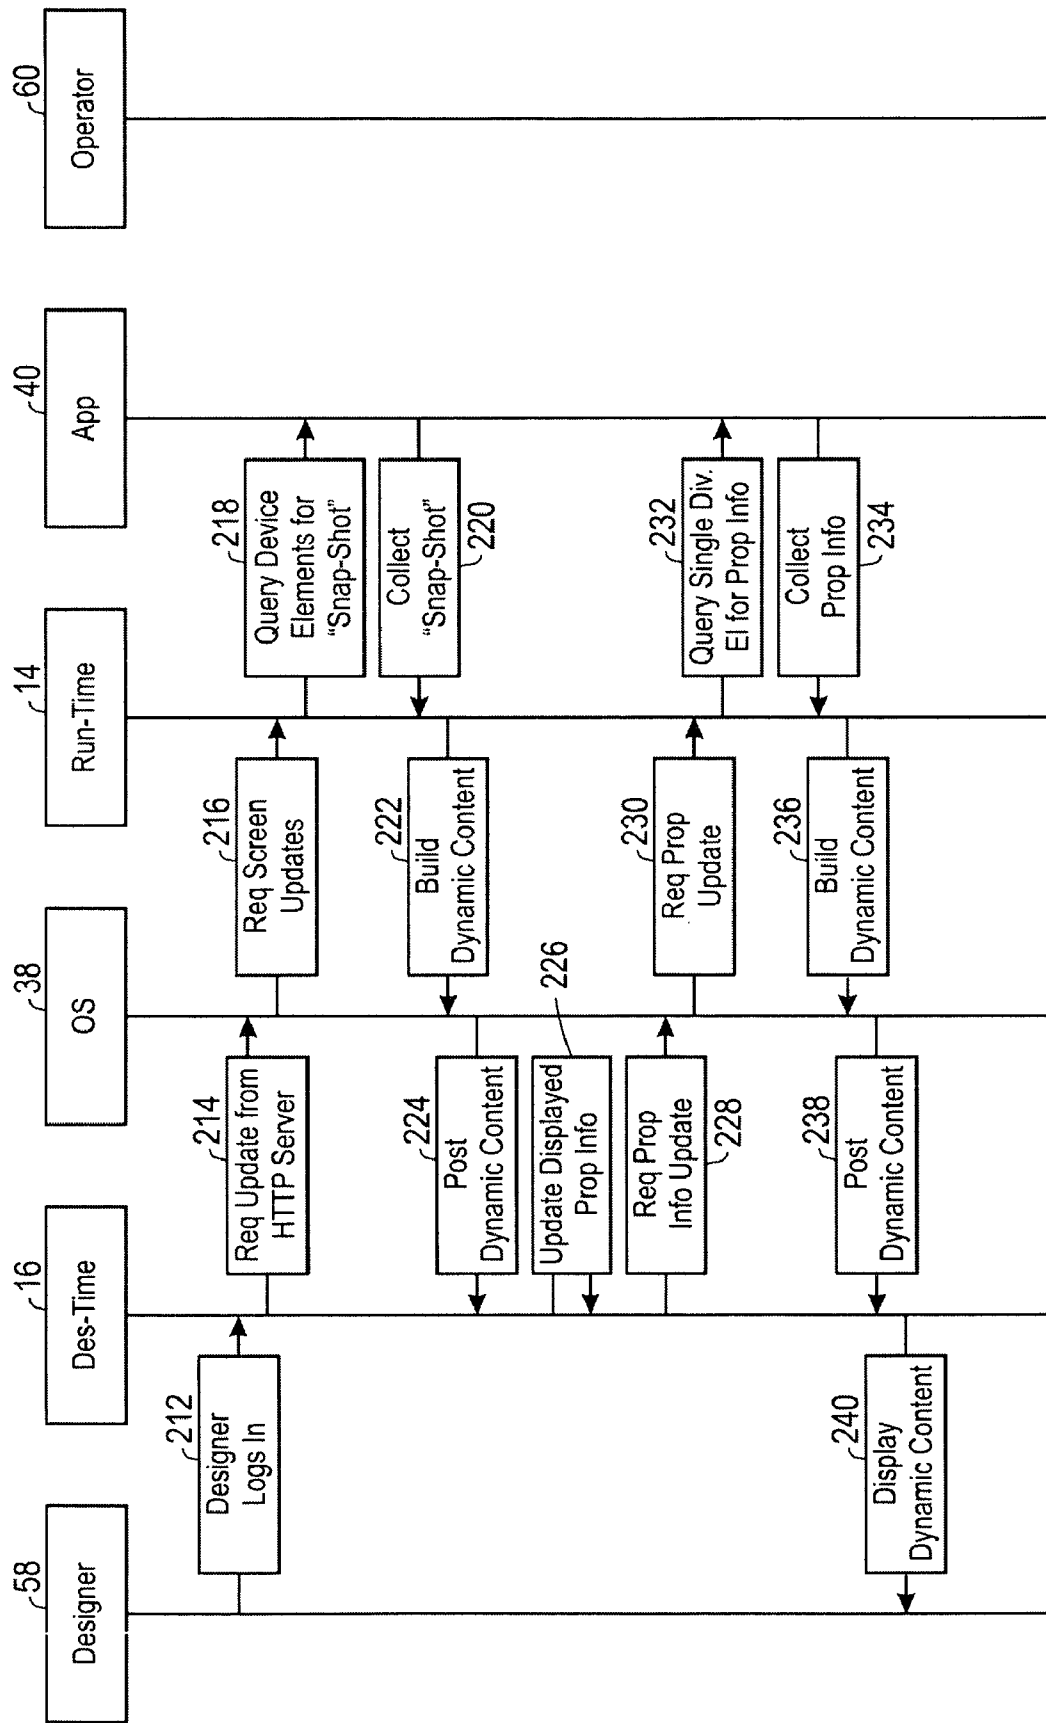 58
Designer
16
Des-Time
38
OS
14
Run-Time
40
App
60
Operator
212
Designer
Logs In
214
Req Update from
HTTP Server
216
Req Screen
Updates
218
Query Device
Elements for
"Snap-Shot"
Collect
"Snap-Shot"
220
222
Build
Dynamic Content
224
Post
Dynamic Content
226
Update Displayed
Prop Info
Req Prop
Info Update
228
230
Req Prop
Update
232
Query Single Div.
El for Prop Info
Collect
Prop Info
234
236
Build
Dynamic Content
238
Post
Dynamic Content
240
Display
Dynamic Content